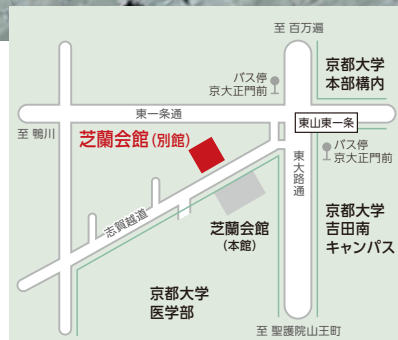 至 百万遍
バス停
京大正門前
京都大学
本部構内
東一条通
東山東一条
至 鴨川
芝蘭会館(別館)
バス停
京大正門前
東大路通
志賀越道
芝蘭会館
(本館)
京都大学
吉田南
キャンパス
京都大学
医学部
至 聖護院山王町